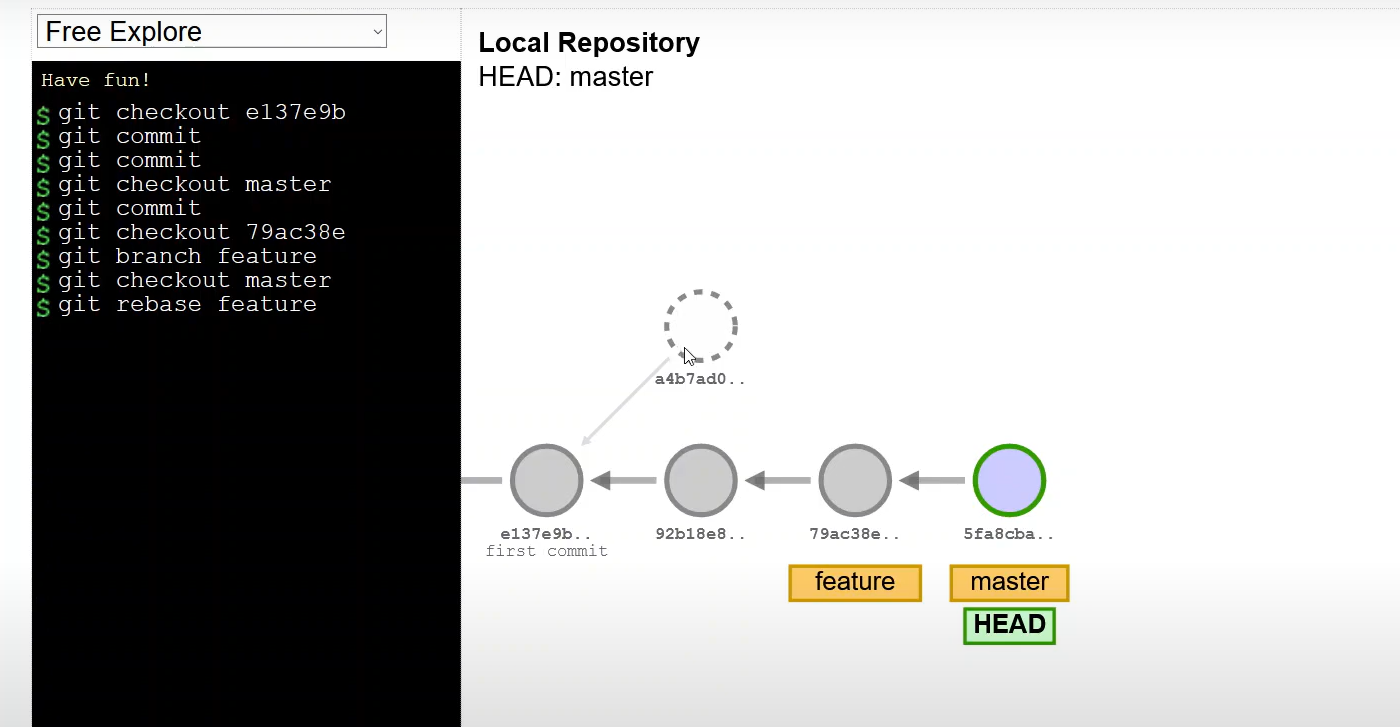 Free Explore
Have fun!
$ git checkout e137e9b
$ git commit
$ git commit
$ git checkout master
$ git commit
$ git checkout 79ac38e
$ git branch feature
$ git checkout master
$ git rebase feature
Local Repository
HEAD: master
a4b7ad0..
e137e9b.. 92b18e8.. 79ac38e.. 5fa8cba..
first commit
feature master
HEAD